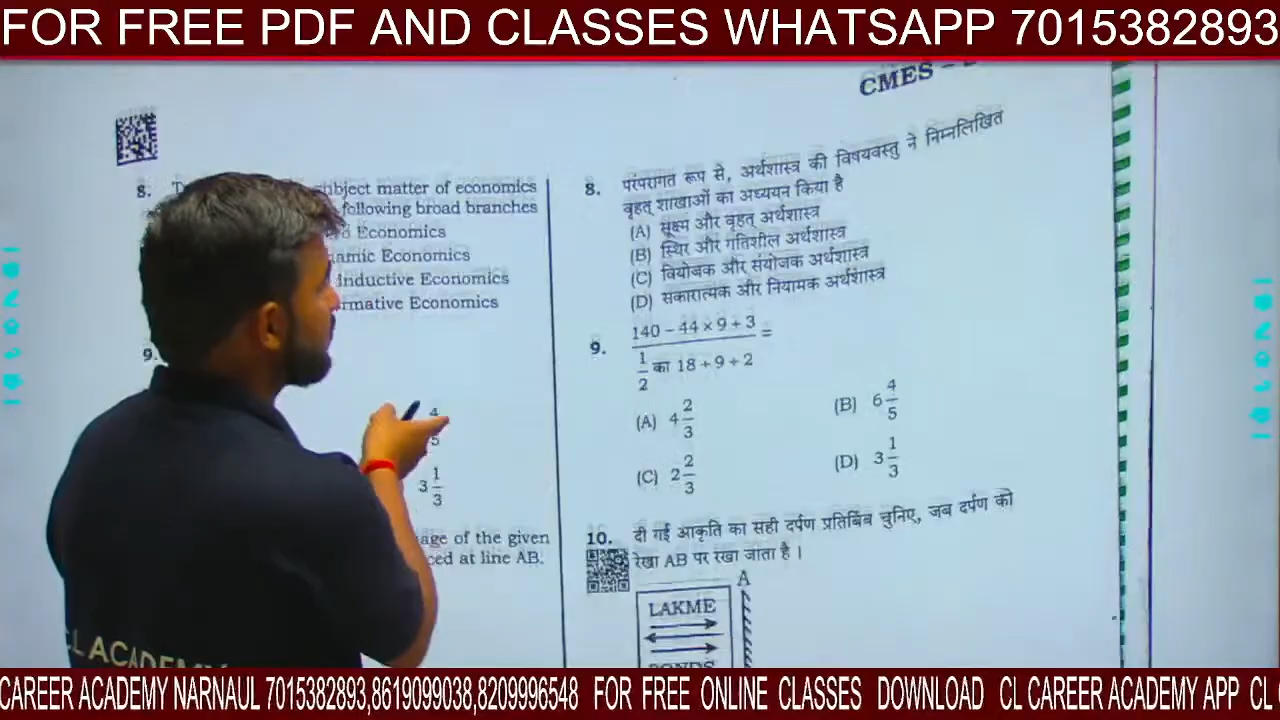 FOR FREE PDF AND CLASSES WHATSAPP 7015382893
CMES –
8.
subject matter of economics
following broad branches
Economics
amic Economics
Inductive Economics
rmative Economics
9.
4
5
3 1/3
age of the given
ced at line AB.
8. परंपरागत रूप से, अर्थशास्त्र की विषयवस्तु ने निम्नलिखित
वृहत् शाखाओं का अध्ययन किया है
(A) सूक्ष्म और वृहत् अर्थशास्त्र
(B) स्थिर और गतिशील अर्थशास्त्र
(C) वियोजक और संयोजक अर्थशास्त्र
(D) सकारात्मक और नियामक अर्थशास्त्र
9. 140 – 44 × 9 ÷ 3 =
1/2 का 18 ÷ 9 ÷ 2
(A) 4 2/3 (B) 6 4/5
(C) 2 2/3 (D) 3 1/3
10. दी गई आकृति का सही दर्पण प्रतिबिंब चुनिए, जब दर्पण को
रेखा AB पर रखा जाता है ।
A
LAKME
PONDS
CL ACADEMY
CAREER ACADEMY NARNAUL 7015382893,8619099038,8209996548 FOR FREE ONLINE CLASSES DOWNLOAD CL CAREER ACADEMY APP CL